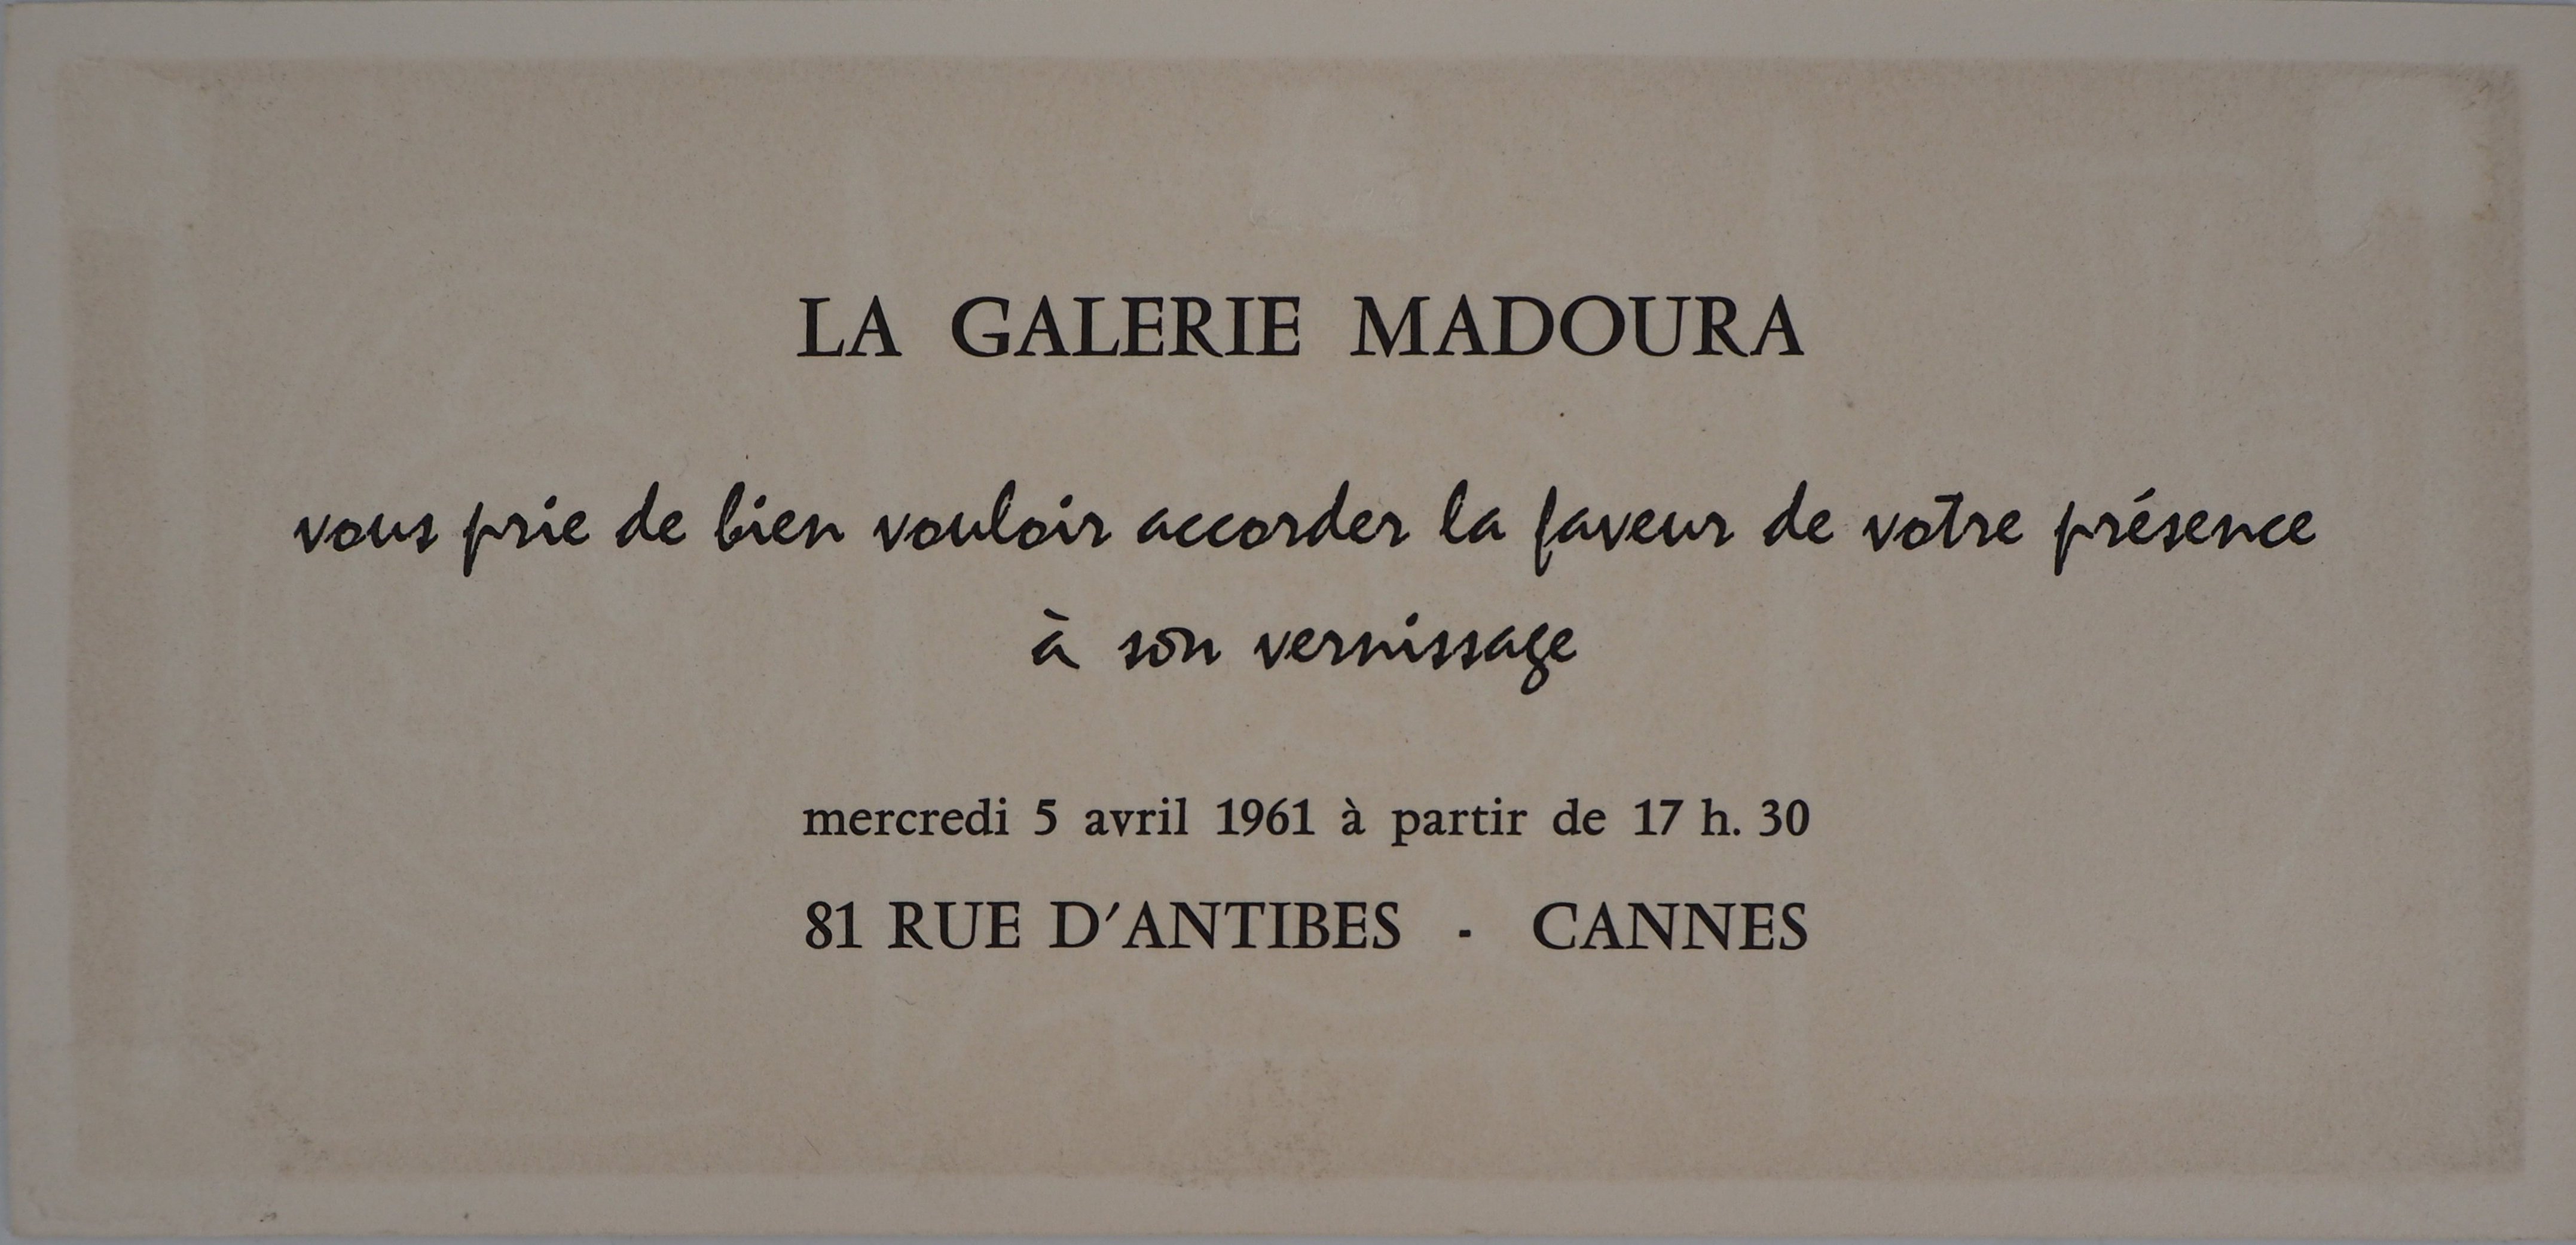 LA GALERIE MADOURA
vous prie de bien vouloir accorder la faveur de votre présence
à son vernissage
mercredi 5 avril 1961 à partir de 17 h. 30
81 RUE D'ANTIBES - CANNES